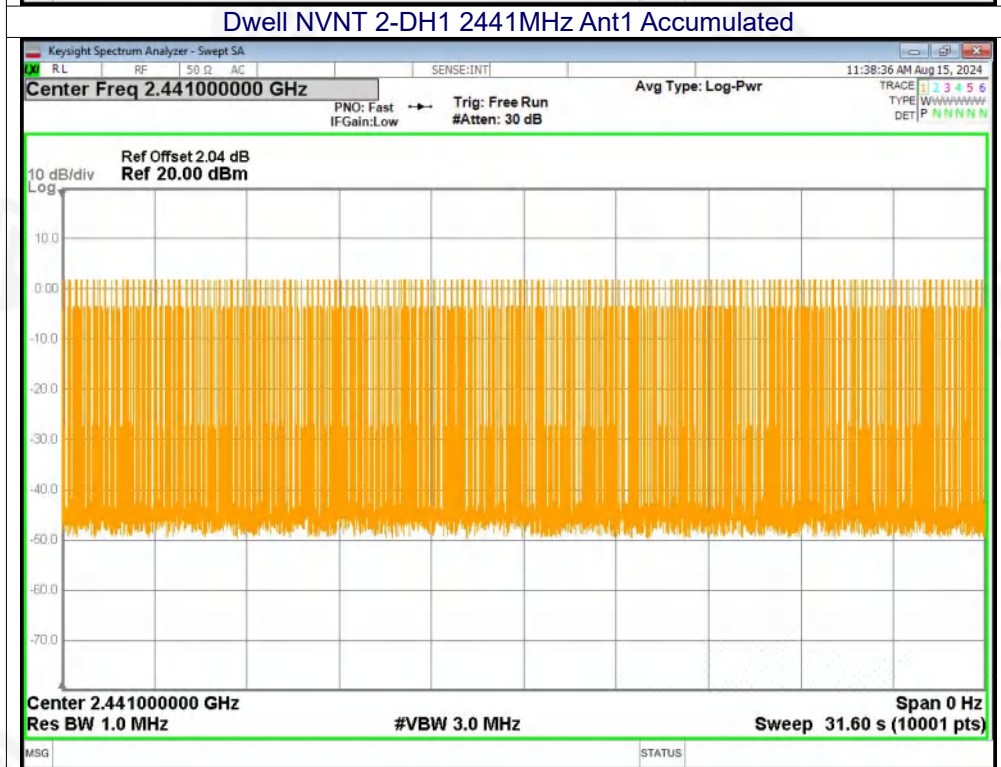 Dwell NVNT 2-DH1 2441MHz Ant1 Accumulated
Keysight Spectrum Analyzer - Swept SA
LXI RL RF 50 Ω AC SENSE:INT 11:38:36 AM Aug 15, 2024
Center Freq 2.441000000 GHz
PNO: Fast
IFGain:Low
Trig: Free Run
#Atten: 30 dB
Avg Type: Log-Pwr
TRACE 1 2 3 4 5 6
TYPE WWWWWWW
DET P N N N N N
Ref Offset 2.04 dB
10 dB/div Ref 20.00 dBm
Log
10.0
0.00
-10.0
-20.0
-30.0
-40.0
-50.0
-60.0
-70.0
Center 2.441000000 GHz Span 0 Hz
Res BW 1.0 MHz #VBW 3.0 MHz Sweep 31.60 s (10001 pts)
MSG STATUS